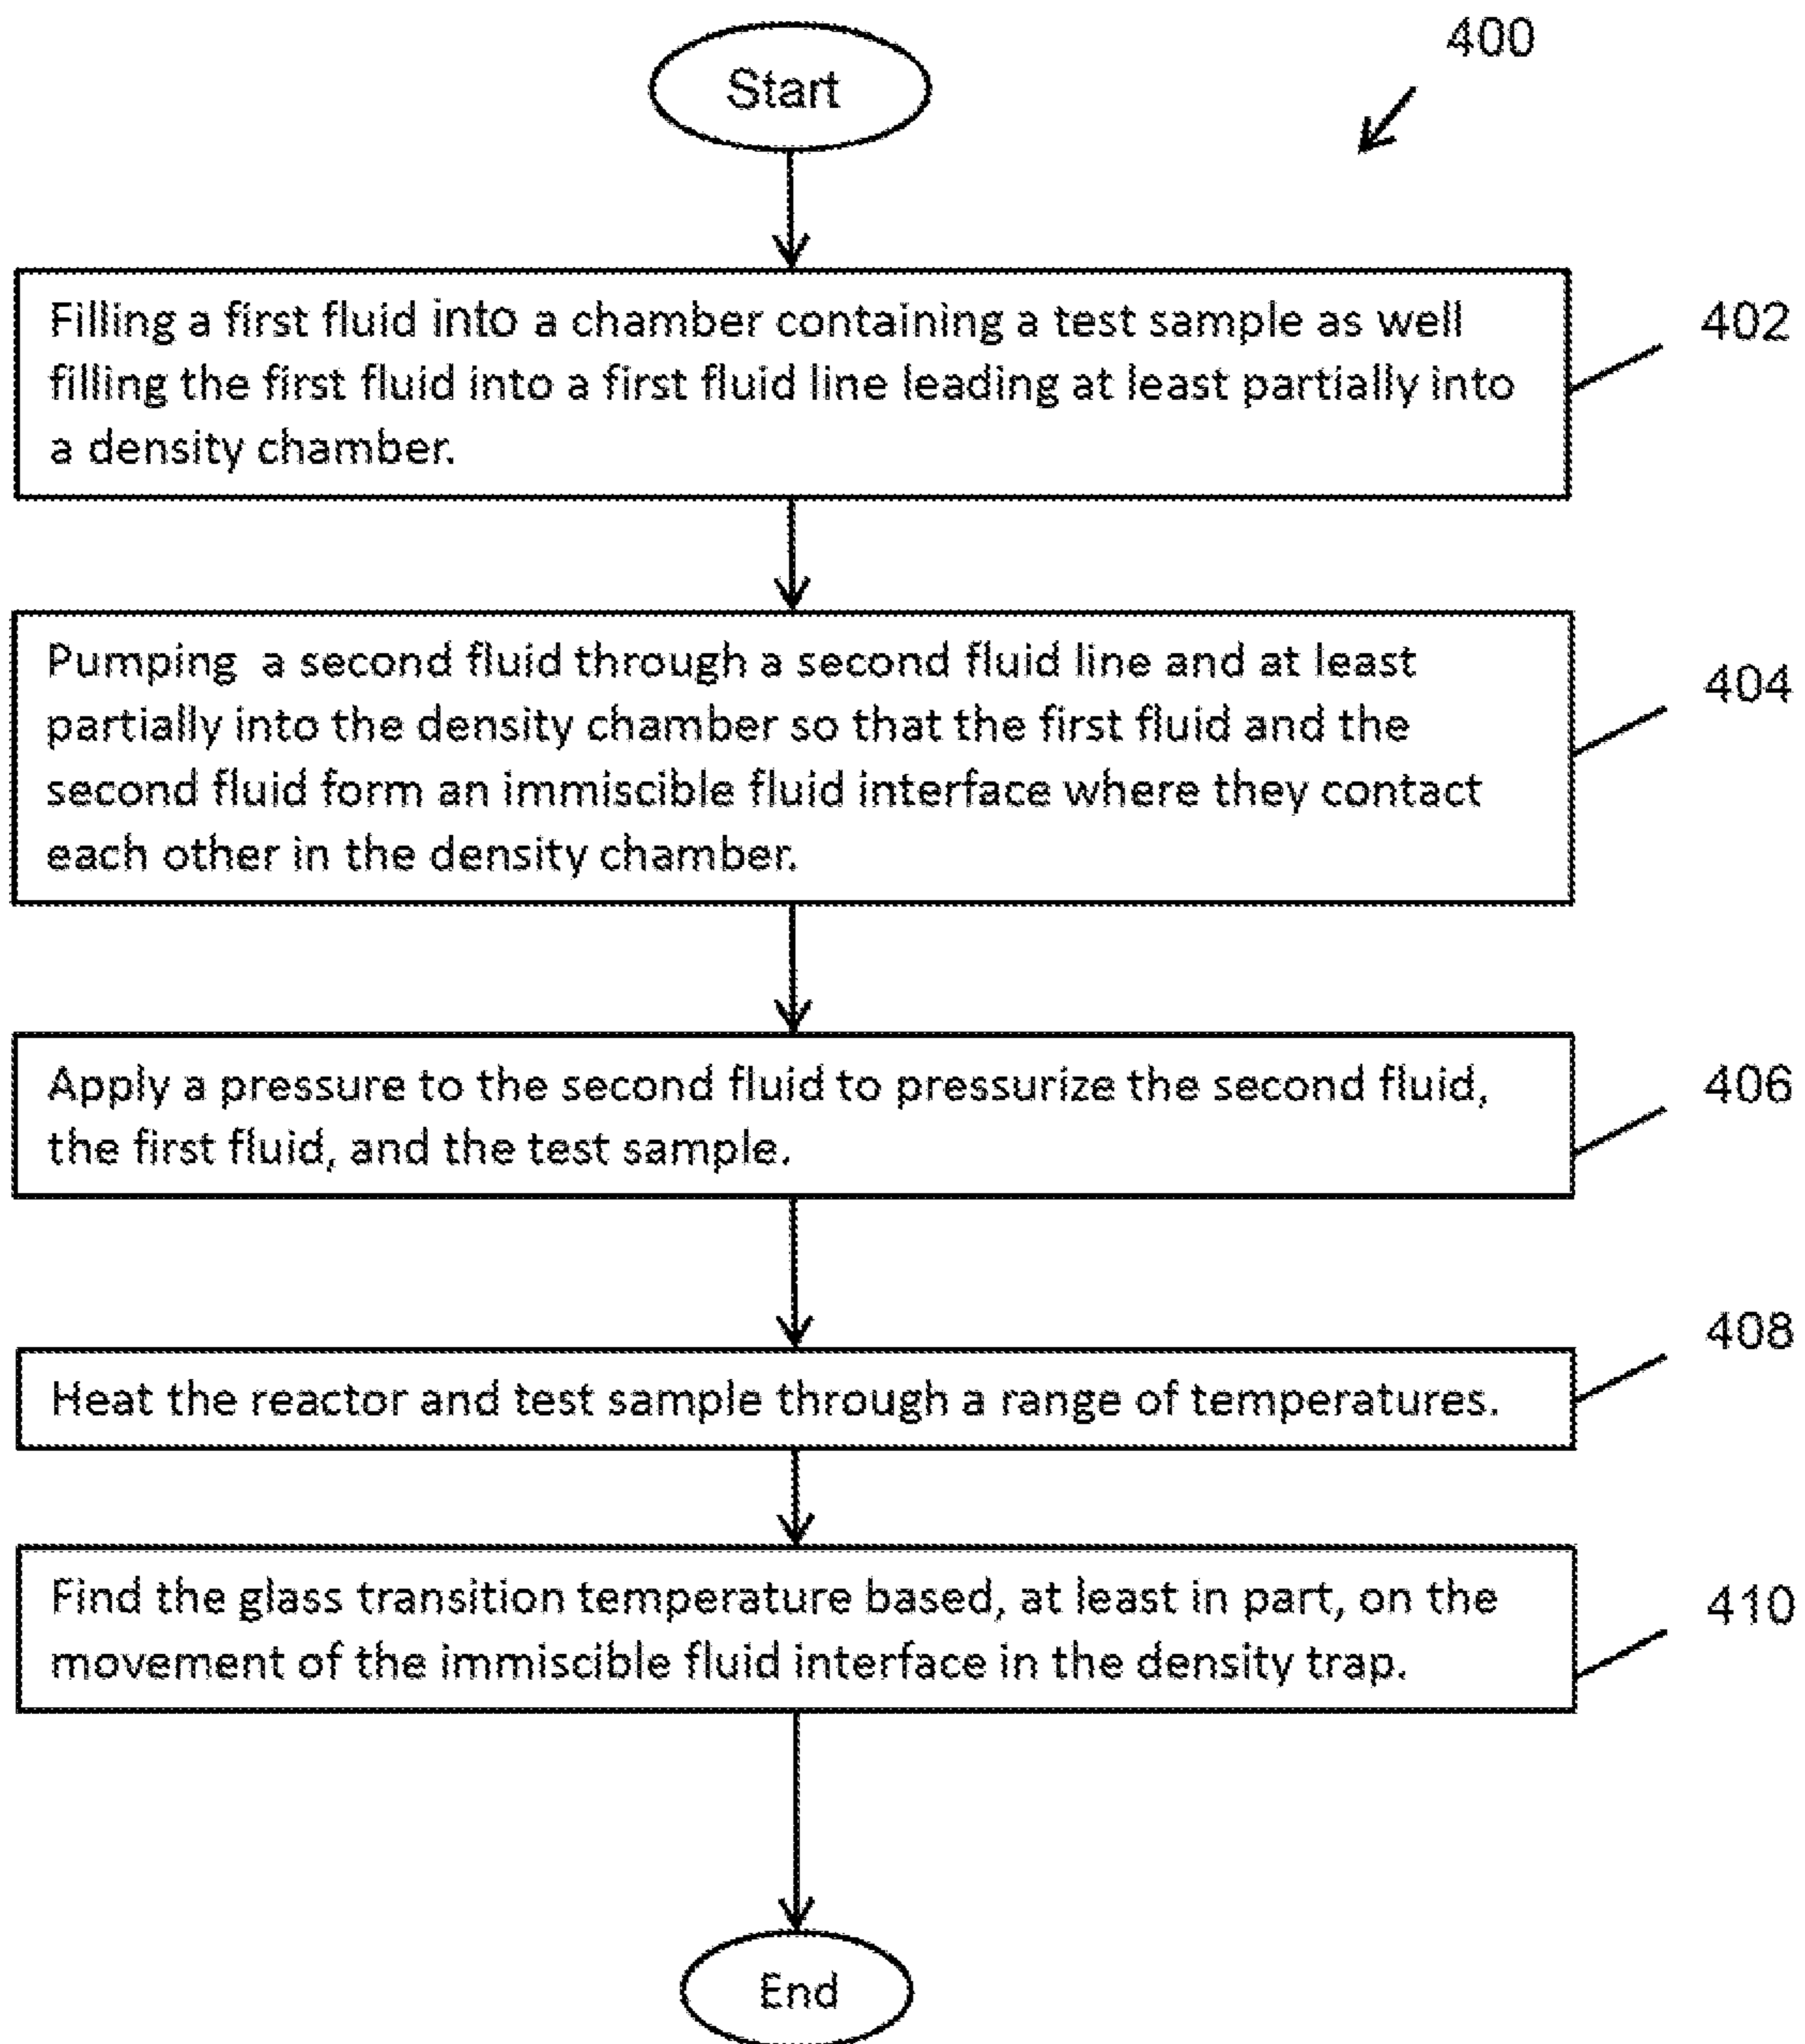 400
Start
Filling a first fluid into a chamber containing a test sample as well
filling the first fluid into a first fluid line leading at least partially into
a density chamber.
402
Pumping a second fluid through a second fluid line and at least
partially into the density chamber so that the first fluid and the
second fluid form an immiscible fluid interface where they contact
each other in the density chamber.
404
Apply a pressure to the second fluid to pressurize the second fluid,
the first fluid, and the test sample.
406
Heat the reactor and test sample through a range of temperatures.
408
Find the glass transition temperature based, at least in part, on the
movement of the immiscible fluid interface in the density trap.
410
End